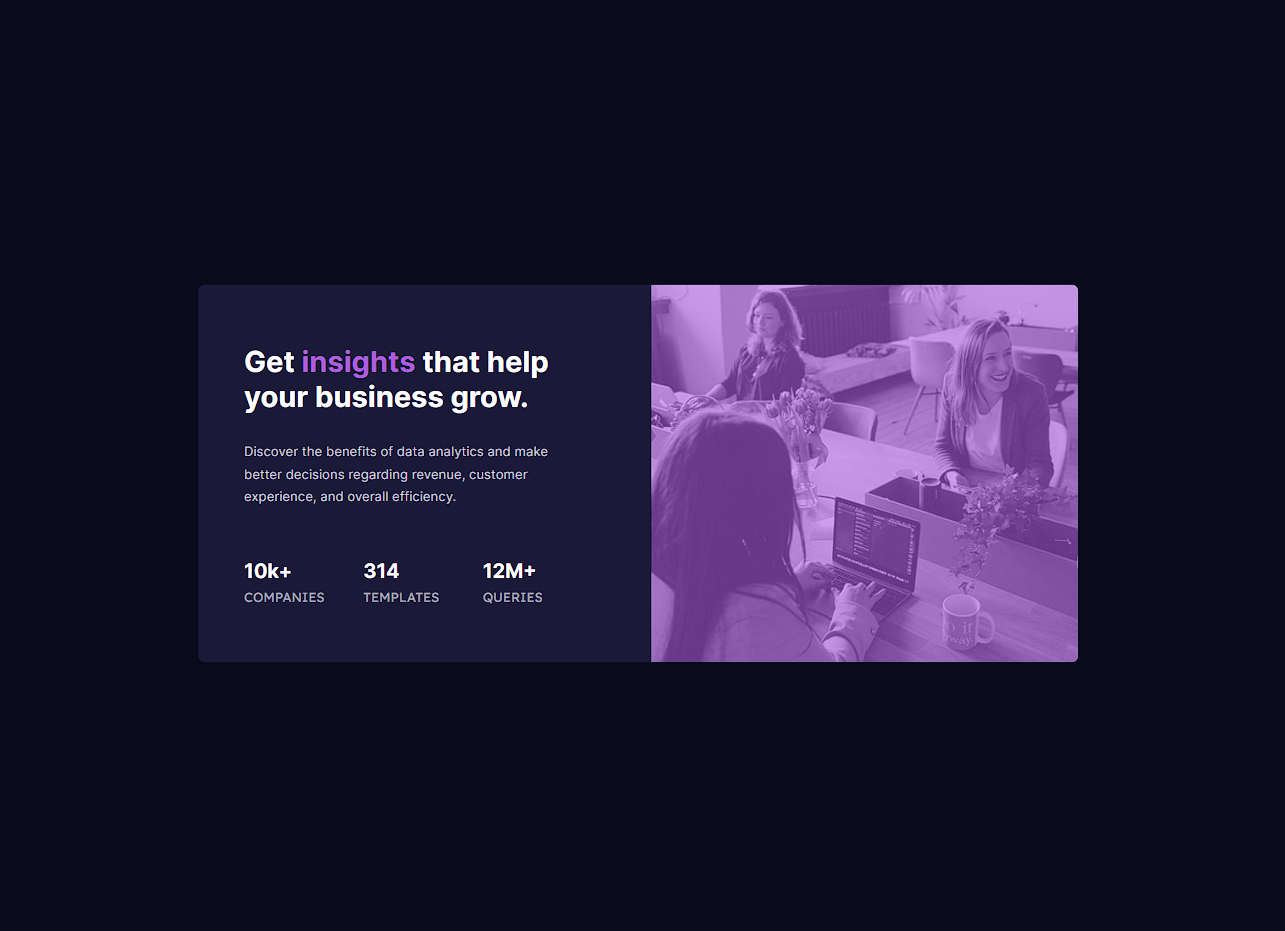 Get insights that help
your business grow.
Discover the benefits of data analytics and make
better decisions regarding revenue, customer
experience, and overall efficiency.
10k+ 314 12M+
COMPANIES TEMPLATES QUERIES